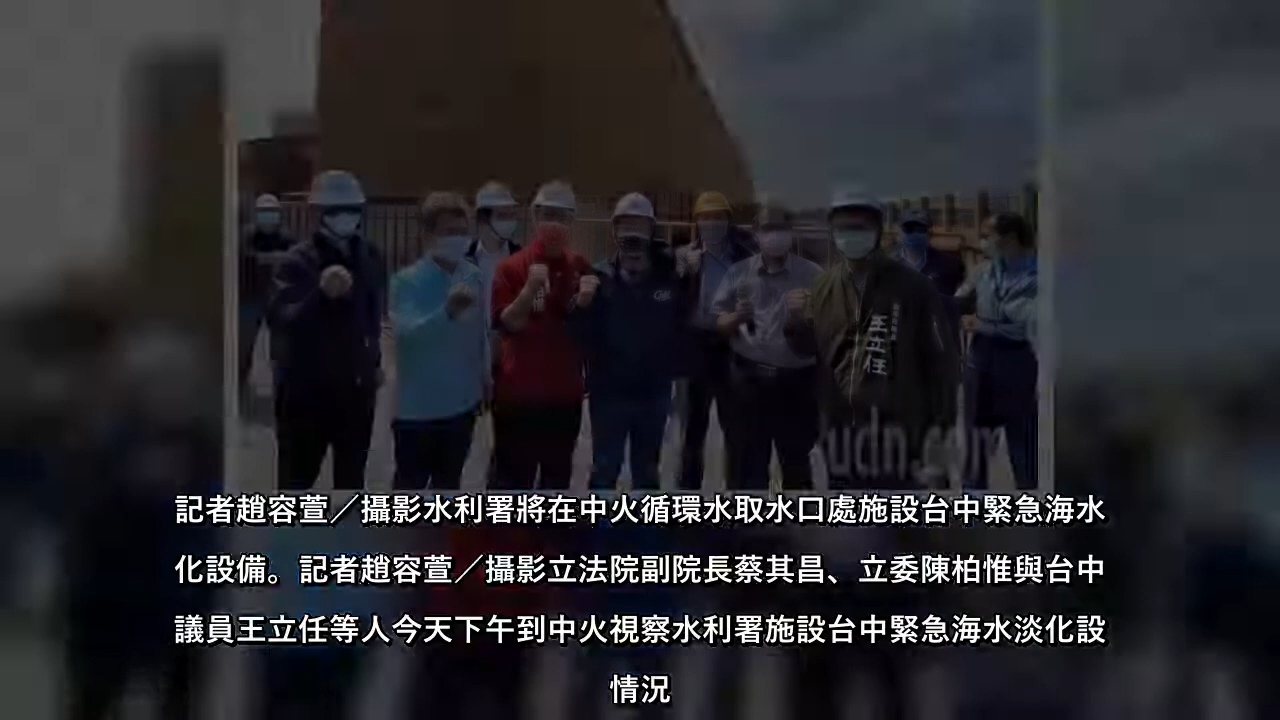 王立任
udn.com
記者趙容萱／攝影水利署將在中火循環水取水口處施設台中緊急海水
化設備。記者趙容萱／攝影立法院副院長蔡其昌、立委陳柏惟與台中
議員王立任等人今天下午到中火視察水利署施設台中緊急海水淡化設
情況